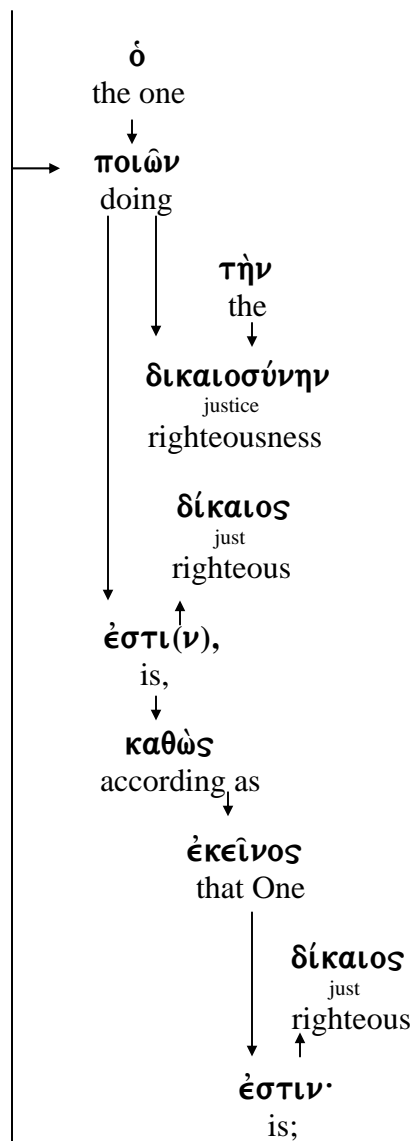 ὁ
the one
ποιῶν
doing
τὴν
the
δικαιοσύνην
justice
righteousness
δίκαιος
just
righteous
ἐστι(ν),
is,
καθὼς
according as
ἐκεῖνος
that One
δίκαιος
just
righteous
ἐστιν·
is;